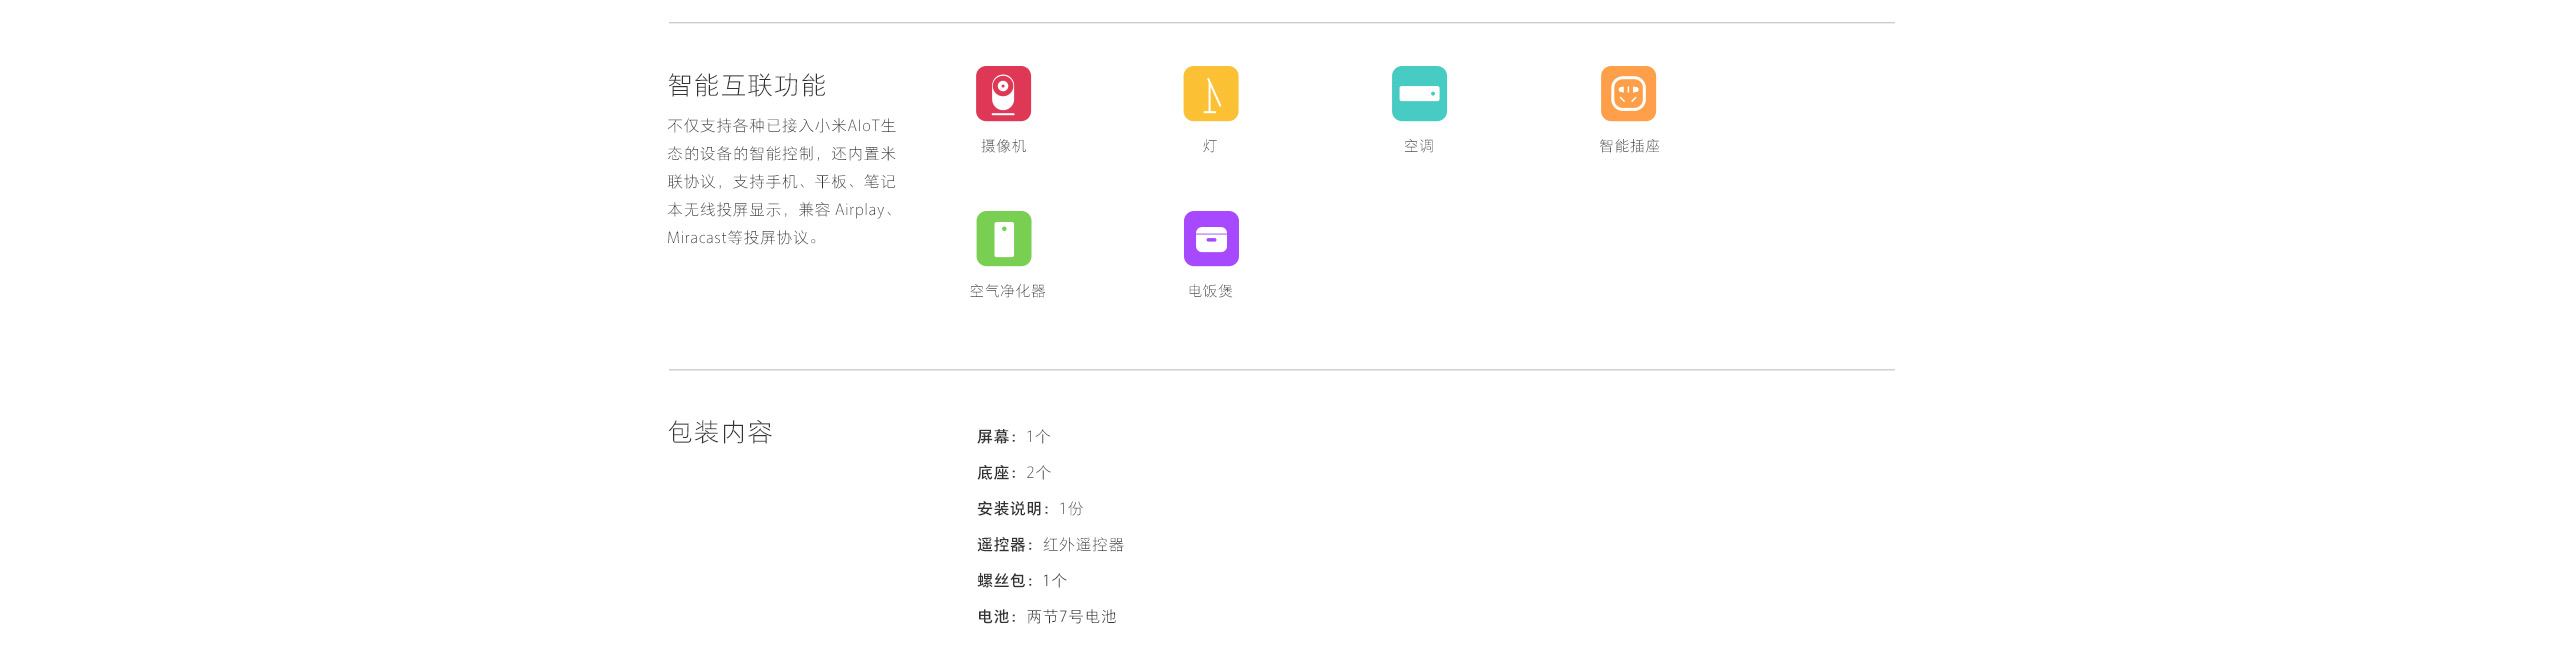 智能互联功能
不仅支持各种已接入小米AIoT生
态的设备的智能控制，还内置米
联协议，支持手机、平板、笔记
本无线投屏显示，兼容 Airplay、
Miracast等投屏协议。
摄像机
灯
空调
智能插座
空气净化器
电饭煲
包装内容
屏幕：1个
底座：2个
安装说明：1份
遥控器：红外遥控器
螺丝包：1个
电池：两节7号电池